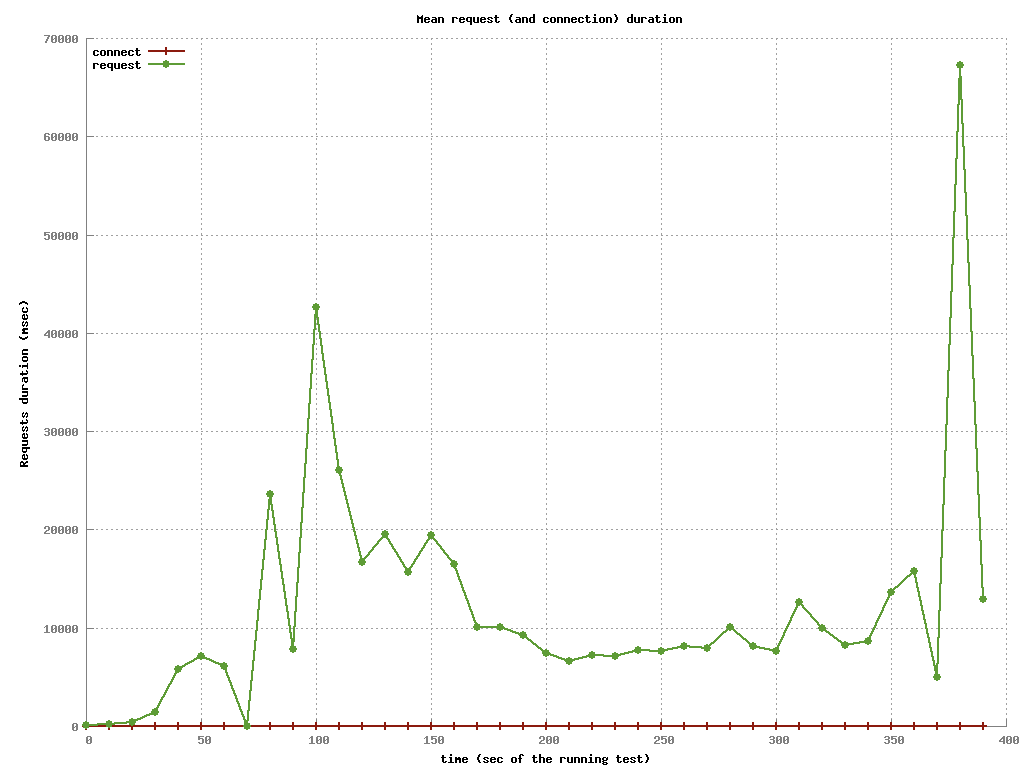 Mean request (and connection) duration
connect
request
70000
60000
50000
40000
30000
20000
10000
0
Requests duration (msec)
0 50 100 150 200 250 300 350 400
time (sec of the running test)